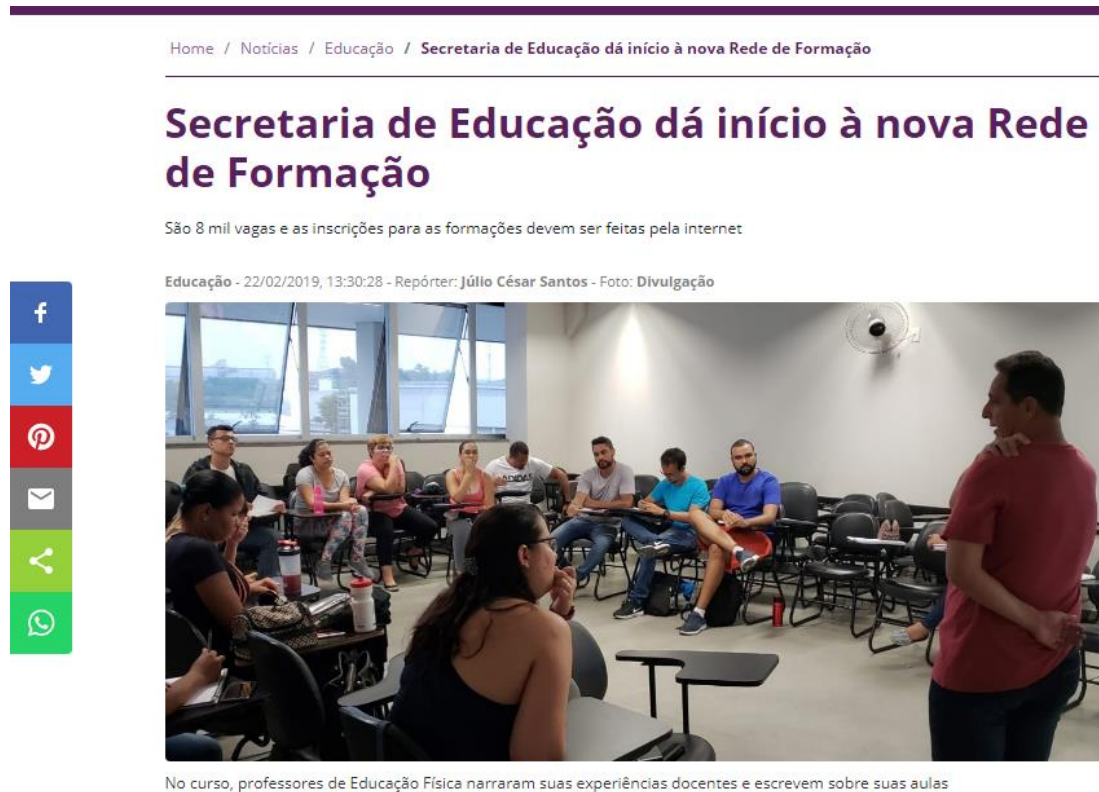 Home / Notícias / Educação / Secretaria de Educação dá início à nova Rede de Formação
Secretaria de Educação dá início à nova Rede
de Formação
São 8 mil vagas e as inscrições para as formações devem ser feitas pela internet
Educação - 22/02/2019, 13:30:28 - Repórter: Júlio César Santos - Foto: Divulgação
f
ADIDAS
No curso, professores de Educação Física narraram suas experiências docentes e escrevem sobre suas aulas